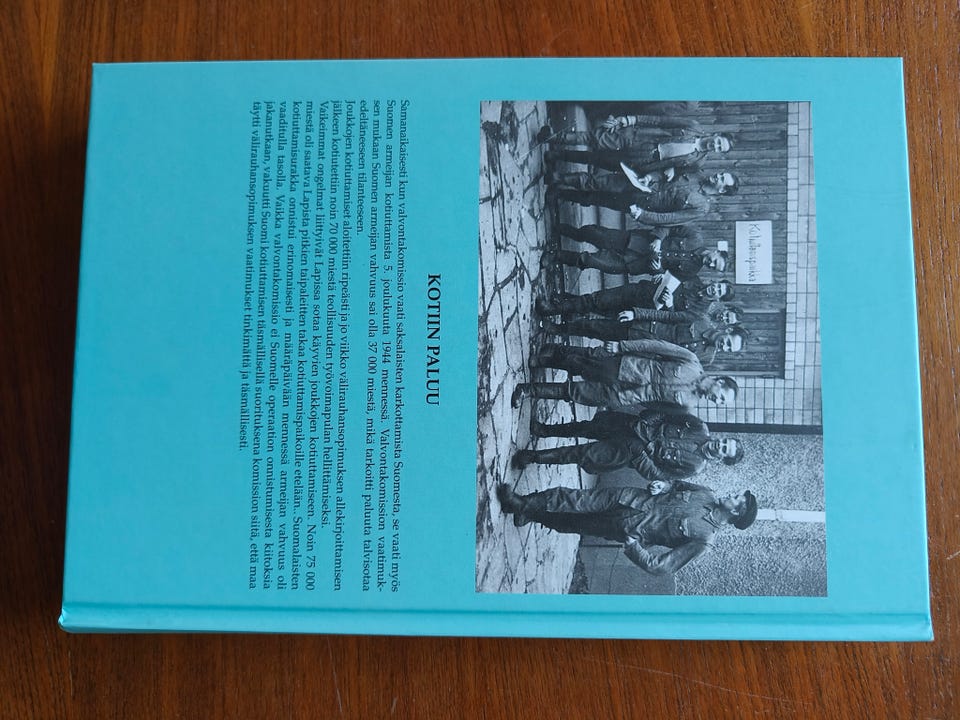 Kotiuttamispaikka
KOTIIN PALUU
Samanaikaisesti kun valvontakomissio vaati saksalaisten karkottamista Suomesta, se vaati myös
Suomen armeijan kotiuttamista 5. joulukuuta 1944 mennessä. Valvontakomission vaatimuk-
sen mukaan Suomen armeijan vahvuus sai olla 37 000 miestä, mikä tarkoitti paluuta talvisotaa
edeltäneeseen tilanteeseen.
Joukkojen kotiuttamiset aloitettiin ripeästi ja jo viikko välirauhansopimuksen allekirjoittamisen
jälkeen kotiutettiin noin 70 000 miestä teollisuuden työvoimapulan hellittämiseksi.
Vaikeimmat ongelmat liittyivät Lapissa sotaa käyvien joukkojen kotiuttamiseen. Noin 75 000
miestä oli saatava Lapista pitkien taipaleitten takaa kotiuttamispaikoille etelään. Suomalaisten
kotiuttamisurakka onnistui erinomaisesti ja määräpäivään mennessä armeijan vahvuus oli
vaaditulla tasolla. Vaikka valvontakomissio ei Suomelle operaation onnistumisesta kiitoksia
jakanutkaan, vakuutti Suomi kotiuttamisen täsmällisellä suorituksena komission siitä, että maa
täytti välirauhansopimuksen vaatimukset tinkimättä ja täsmällisesti.